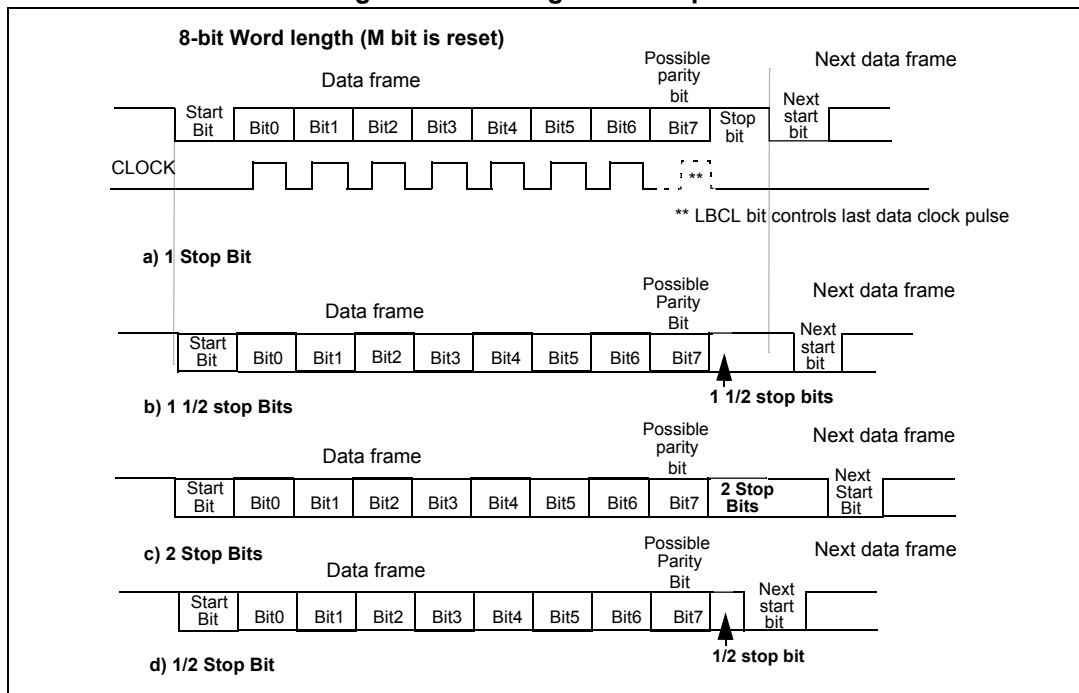 8-bit Word length (M bit is reset)
Possible
parity
bit
Next data frame
Data frame
Start
Bit
Bit0
Bit1
Bit2
Bit3
Bit4
Bit5
Bit6
Bit7
Stop
bit
Next
start
bit
CLOCK
**
** LBCL bit controls last data clock pulse
a) 1 Stop Bit
Possible
Parity
Bit
Next data frame
Data frame
Start
Bit
Bit0
Bit1
Bit2
Bit3
Bit4
Bit5
Bit6
Bit7
Next
start
bit
1 1/2 stop bits
b) 1 1/2 stop Bits
Possible
parity
bit
Next data frame
Data frame
Start
Bit
Bit0
Bit1
Bit2
Bit3
Bit4
Bit5
Bit6
Bit7
2 Stop
Bits
Next
Start
Bit
c) 2 Stop Bits
Possible
Parity
Bit
Next data frame
Data frame
Start
Bit
Bit0
Bit1
Bit2
Bit3
Bit4
Bit5
Bit6
Bit7
Next
start
bit
1/2 stop bit
d) 1/2 Stop Bit